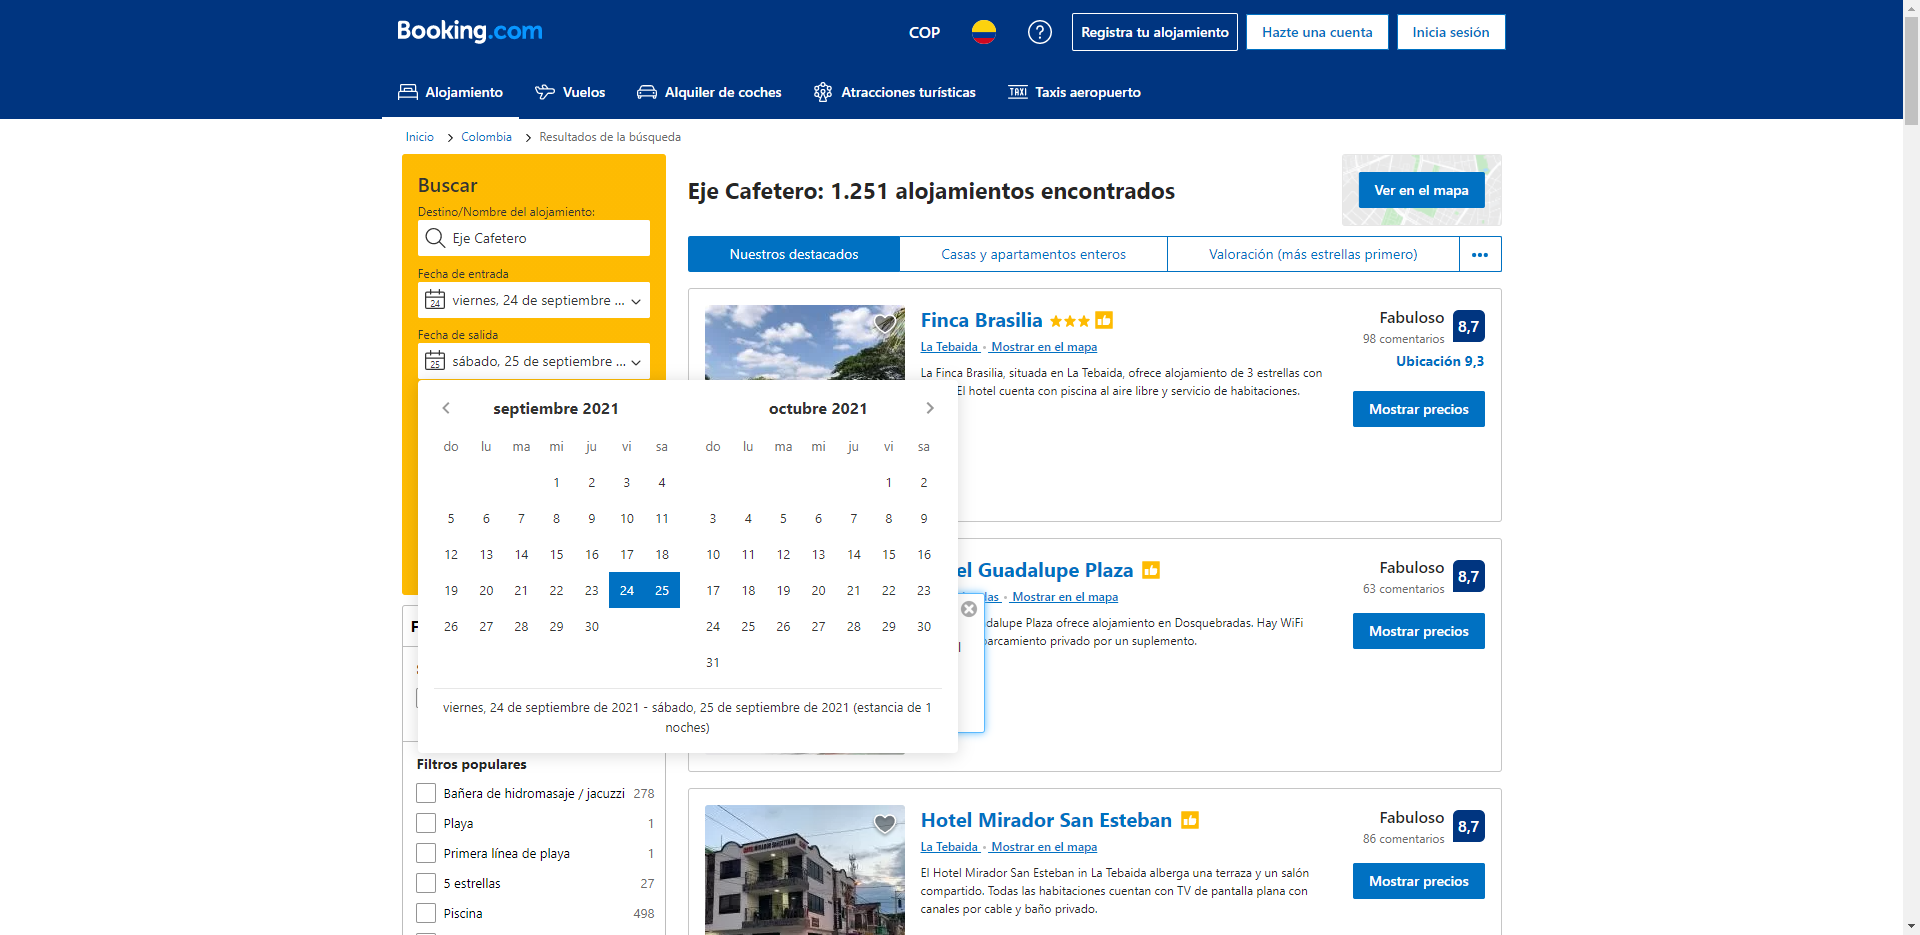 Booking.com
COP
Registra tu alojamiento
Hazte una cuenta
Inicia sesión
Alojamiento
Vuelos
Alquiler de coches
Atracciones turísticas
TAXI
Taxis aeropuerto
Inicio
Colombia
Resultados de la búsqueda
Buscar
Destino/Nombre del alojamiento:
Eje Cafetero
Fecha de entrada
24
viernes, 24 de septiembre ...
Fecha de salida
25
sábado, 25 de septiembre ...
septiembre 2021
do lu ma mi ju vi sa
1 2 3 4
5 6 7 8 9 10 11
12 13 14 15 16 17 18
19 20 21 22 23 24 25
26 27 28 29 30
octubre 2021
do lu ma mi ju vi sa
1 2
3 4 5 6 7 8 9
10 11 12 13 14 15 16
17 18 19 20 21 22 23
24 25 26 27 28 29 30
31
viernes, 24 de septiembre de 2021 - sábado, 25 de septiembre de 2021 (estancia de 1
noches)
Filtros populares
Bañera de hidromasaje / jacuzzi 278
Playa 1
Primera línea de playa 1
5 estrellas 27
Piscina 498
Eje Cafetero: 1.251 alojamientos encontrados
Ver en el mapa
Nuestros destacados
Casas y apartamentos enteros
Valoración (más estrellas primero)
Finca Brasilia
La Tebaida • Mostrar en el mapa
La Finca Brasilia, situada en La Tebaida, ofrece alojamiento de 3 estrellas con
El hotel cuenta con piscina al aire libre y servicio de habitaciones.
Fabuloso
98 comentarios
8,7
Ubicación 9,3
Mostrar precios
el Guadalupe Plaza
las • Mostrar en el mapa
dalupe Plaza ofrece alojamiento en Dosquebradas. Hay WiFi
parcamiento privado por un suplemento.
Fabuloso
63 comentarios
8,7
Mostrar precios
Hotel Mirador San Esteban
La Tebaida • Mostrar en el mapa
El Hotel Mirador San Esteban in La Tebaida alberga una terraza y un salón
compartido. Todas las habitaciones cuentan con TV de pantalla plana con
canales por cable y baño privado.
Fabuloso
86 comentarios
8,7
Mostrar precios